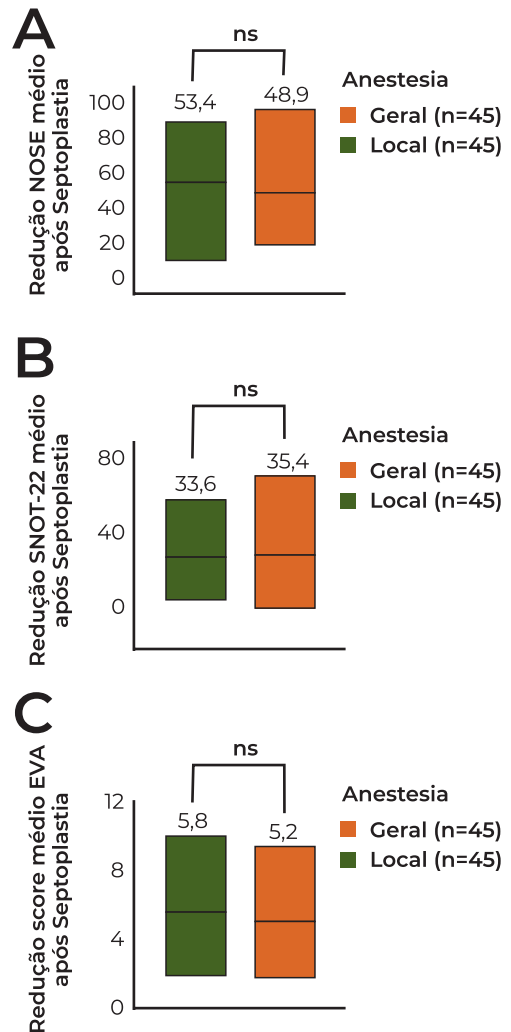 A
Redução NOSE médio
após Septoplastia
ns
100
80
60
40
20
0
53,4
48,9
Anestesia
Geral (n=45)
Local (n=45)
B
Redução SNOT-22 médio
após Septoplastia
ns
80
40
0
33,6
35,4
Anestesia
Geral (n=45)
Local (n=45)
C
Redução score médio EVA
após Septoplastia
ns
12
8
4
0
5,8
5,2
Anestesia
Geral (n=45)
Local (n=45)